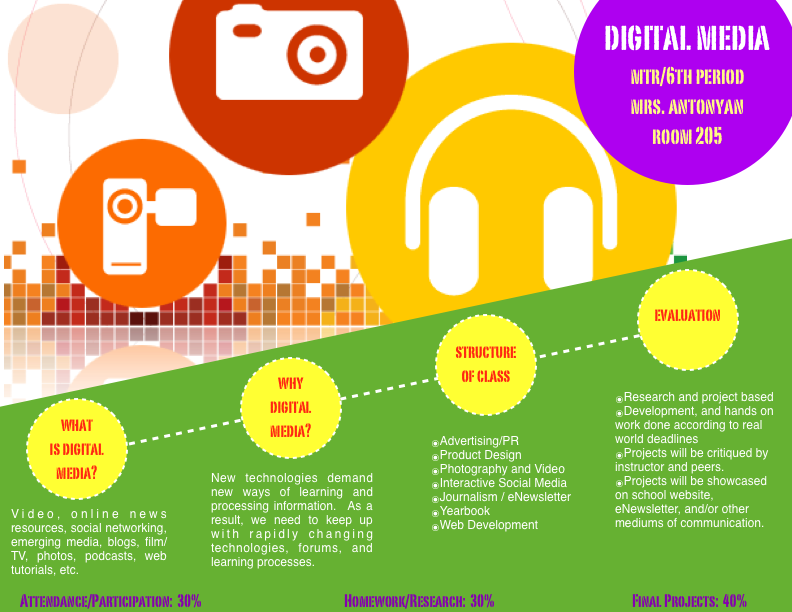 DIGITAL MEDIA
MTR/6TH PERIOD
MRS. ANTONYAN
ROOM 205
WHAT
IS DIGITAL
MEDIA?
Video, online news
resources, social networking,
emerging media, blogs, film/
TV, photos, podcasts, web
tutorials, etc.
WHY
DIGITAL
MEDIA?
New technologies demand
new ways of learning and
processing information. As a
result, we need to keep up
with rapidly changing
technologies, forums, and
learning processes.
STRUCTURE
OF CLASS
◉Advertising/PR
◉Product Design
◉Photography and Video
◉Interactive Social Media
◉Journalism / eNewsletter
◉Yearbook
◉Web Development
EVALUATION
◉Research and project based
◉Development, and hands on
work done according to real
world deadlines
◉Projects will be critiqued by
instructor and peers.
◉Projects will be showcased
on school website,
eNewsletter, and/or other
mediums of communication.
ATTENDANCE/PARTICIPATION: 30%
HOMEWORK/RESEARCH: 30%
FINAL PROJECTS: 40%